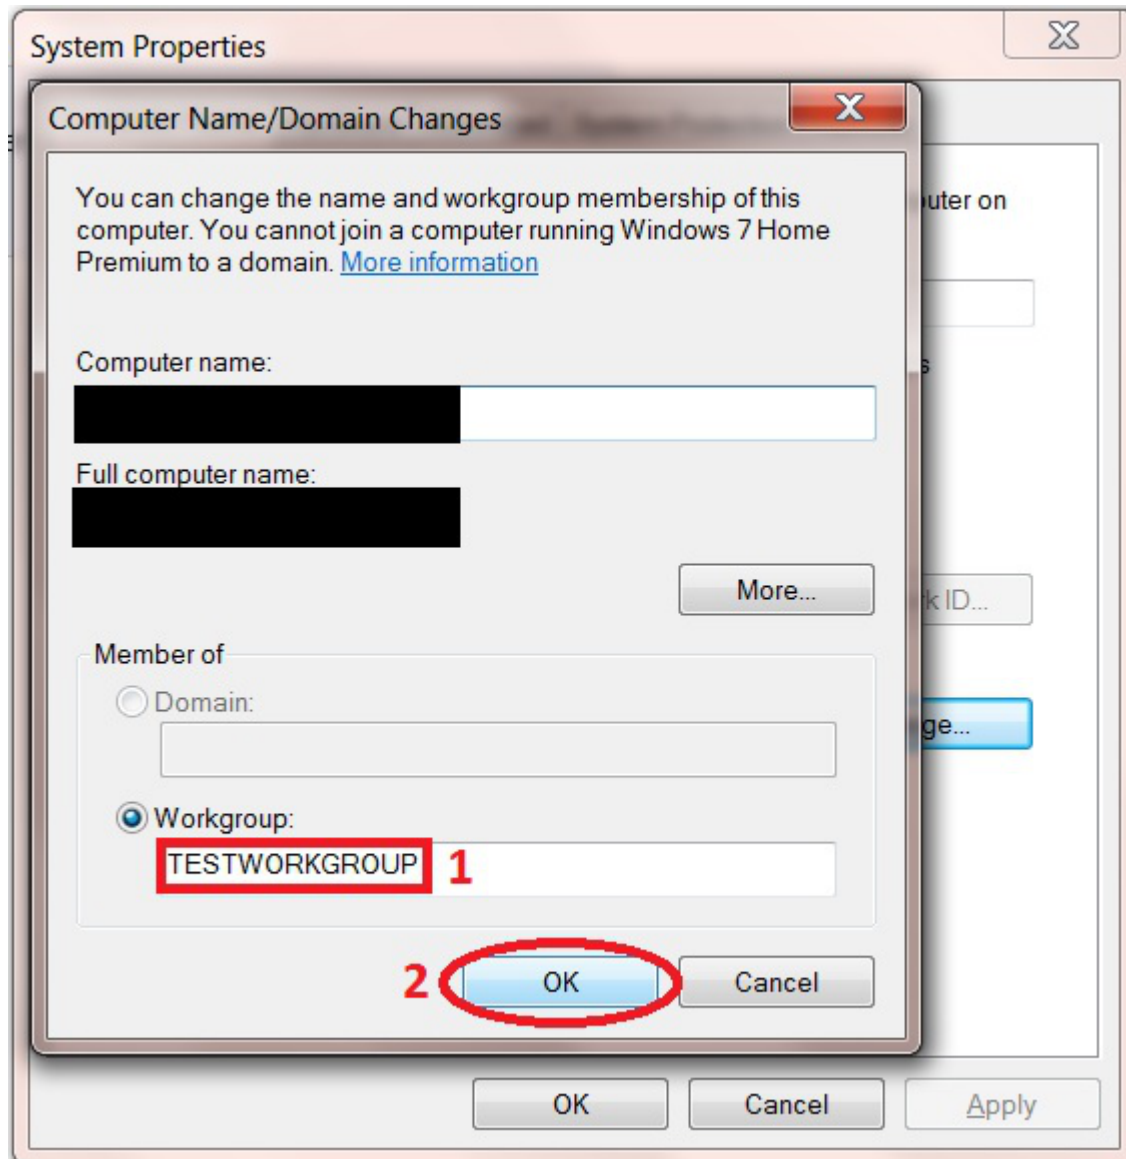 System Properties
Computer Name/Domain Changes
You can change the name and workgroup membership of this
computer. You cannot join a computer running Windows 7 Home
Premium to a domain. More information
uter on
Computer name:
s
Full computer name:
More...
k ID...
Member of
Domain:
ge...
Workgroup:
TESTWORKGROUP 1
2 OK Cancel
OK Cancel Apply